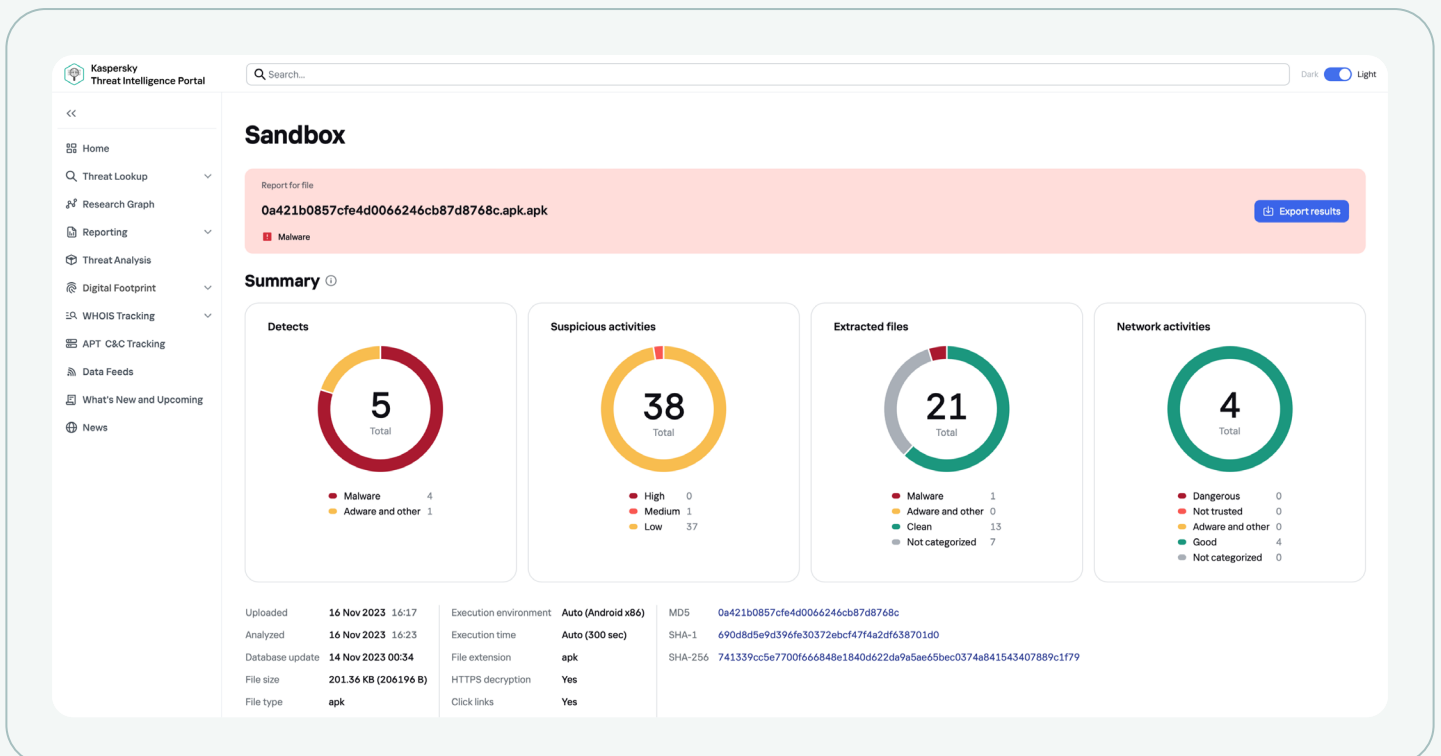 Kaspersky
Threat Intelligence Portal
Search...
Dark
Light
Home
Threat Lookup
Research Graph
Reporting
Threat Analysis
Digital Footprint
WHOIS Tracking
APT C&C Tracking
Data Feeds
What's New and Upcoming
News
Sandbox
Report for file
0a421b0857cfe4d0066246cb87d8768c.apk.apk
Malware
Export results
Summary
Detects
5
Total
Malware 4
Adware and other 1
Suspicious activities
38
Total
High 0
Medium 1
Low 37
Extracted files
21
Total
Malware 1
Adware and other 0
Clean 13
Not categorized 7
Network activities
4
Total
Dangerous 0
Not trusted 0
Adware and other 0
Good 4
Not categorized 0
Uploaded 16 Nov 2023 16:17
Analyzed 16 Nov 2023 16:23
Database update 14 Nov 2023 00:34
File size 201.36 KB (206196 B)
File type apk
Execution environment Auto (Android x86)
Execution time Auto (300 sec)
File extension apk
HTTPS decryption Yes
Click links Yes
MD5 0a421b0857cfe4d0066246cb87d8768c
SHA-1 690d8d5e9d396fe30372ebcf47f4a2df638701d0
SHA-256 741339cc5e7700f666848e1840d622da9a5ae65bec0374a841543407889c1f79